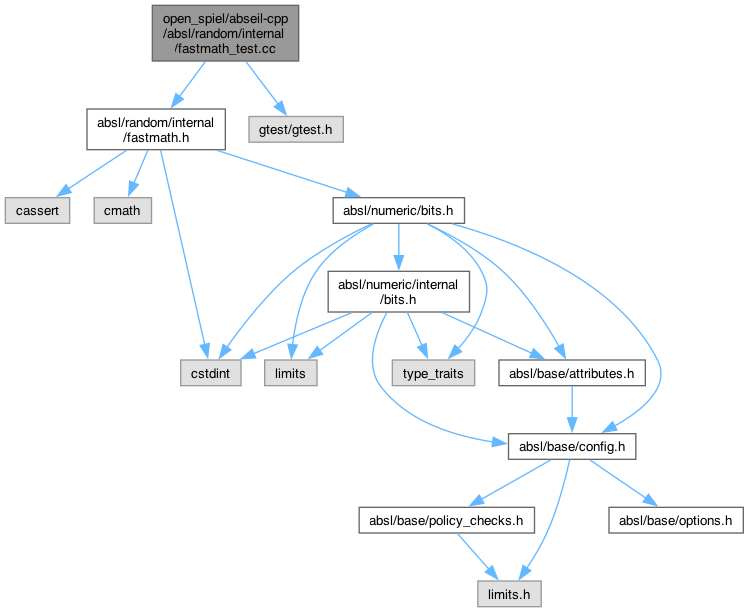 open_spiel/abseil-cpp
/absl/random/internal
/fastmath_test.cc
absl/random/internal
/fastmath.h
gtest/gtest.h
cassert
cmath
absl/numeric/bits.h
absl/numeric/internal
/bits.h
cstdint
limits
type_traits
absl/base/attributes.h
absl/base/config.h
absl/base/policy_checks.h
absl/base/options.h
limits.h